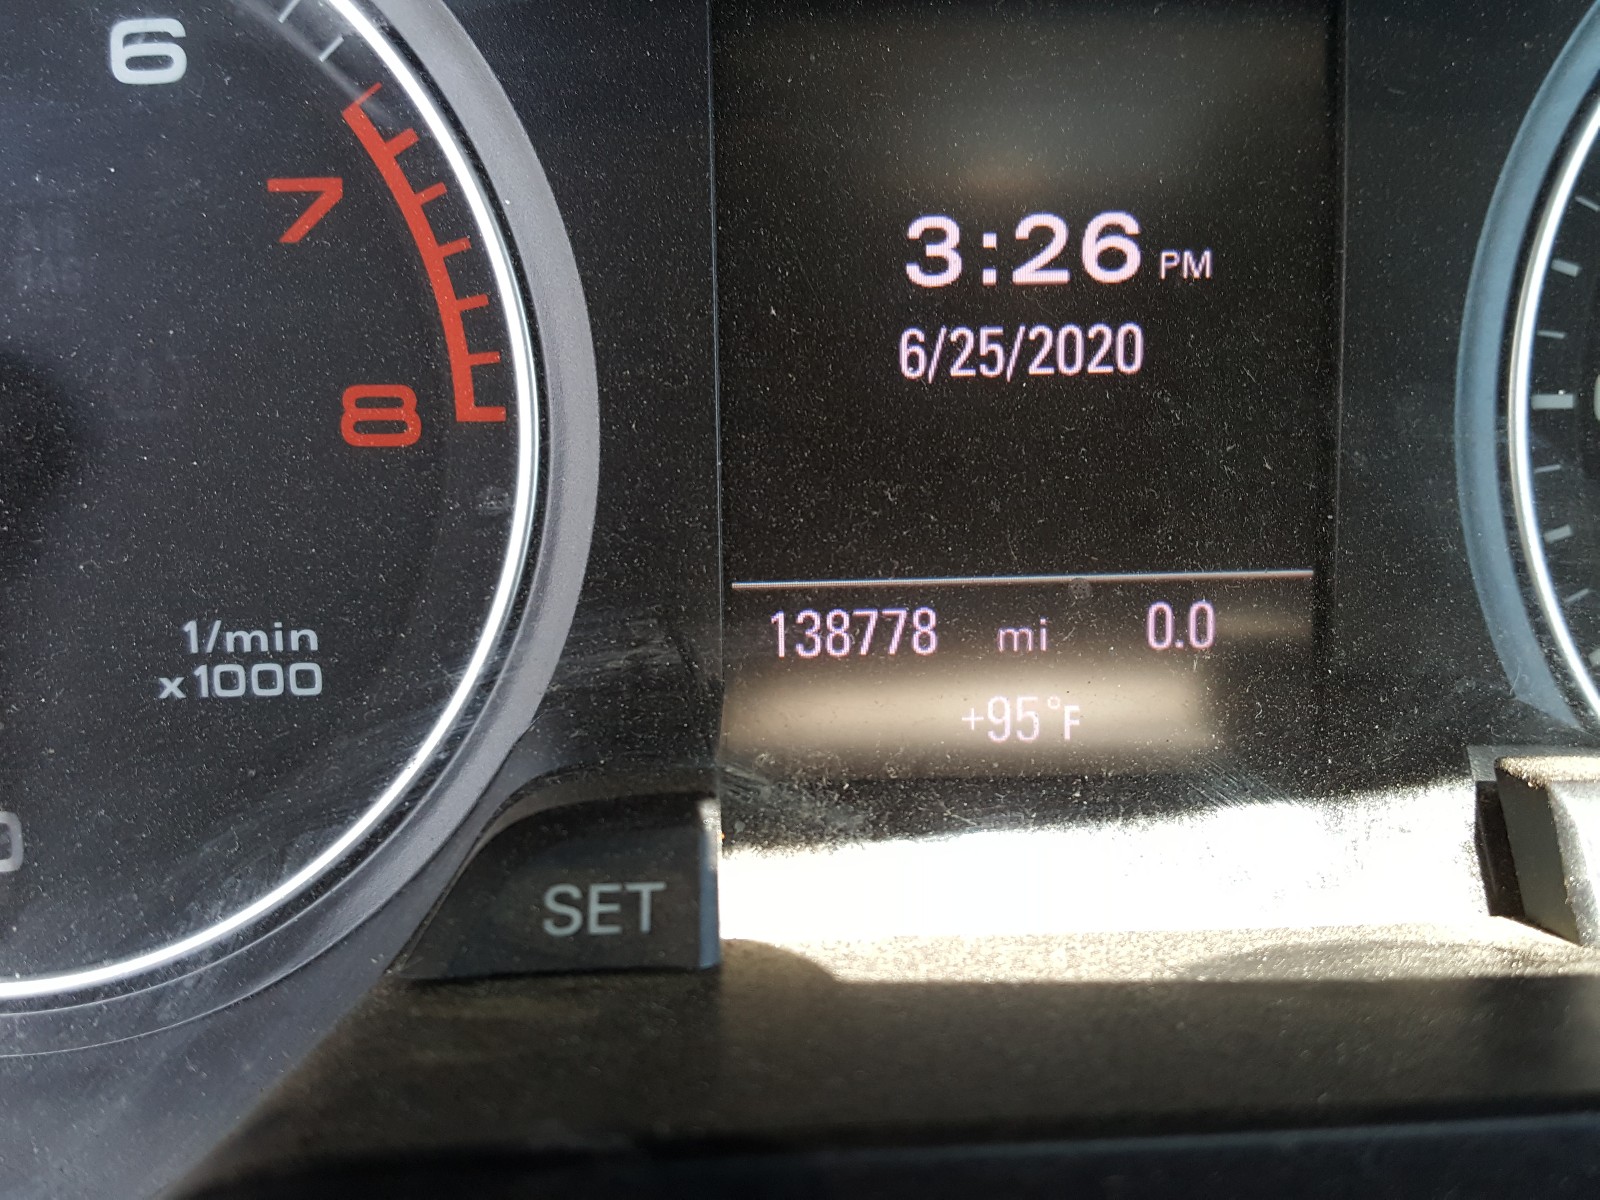 6
7
8
1/min
x1000
SET
3:26 PM
6/25/2020
138778 mi 0.0
+95°F